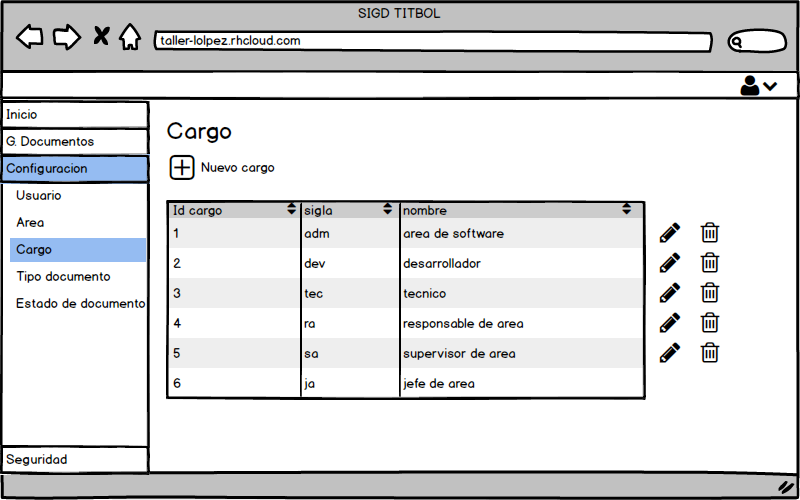 SIGD TITBOL
taller-lolpez.rhcloud.com
Inicio
G. Documentos
Configuracion
Usuario
Area
Cargo
Tipo documento
Estado de documento
Seguridad
Cargo
Nuevo cargo
Id cargo sigla nombre
1 adm area de software
2 dev desarrollador
3 tec tecnico
4 ra responsable de area
5 sa supervisor de area
6 ja jefe de area